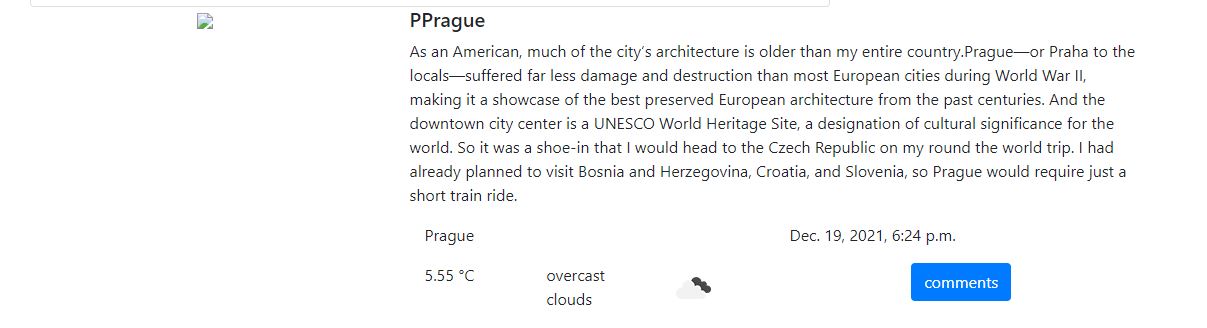 PPrague
As an American, much of the city’s architecture is older than my entire country.Prague—or Praha to the
locals—suffered far less damage and destruction than most European cities during World War II,
making it a showcase of the best preserved European architecture from the past centuries. And the
downtown city center is a UNESCO World Heritage Site, a designation of cultural significance for the
world. So it was a shoe-in that I would head to the Czech Republic on my round the world trip. I had
already planned to visit Bosnia and Herzegovina, Croatia, and Slovenia, so Prague would require just a
short train ride.
Prague Dec. 19, 2021, 6:24 p.m.
5.55 °C overcast comments
clouds